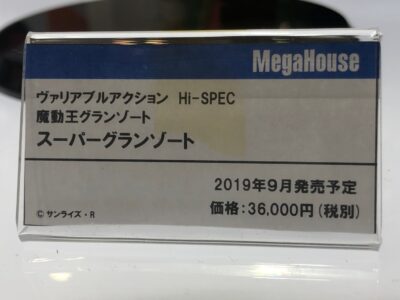 MegaHouse
ヴァリアブルアクション Hi-SPEC
魔動王グランゾート
スーパーグランゾート
2019年9月発売予定
価格:36,000円(税別)
©サンライズ・R